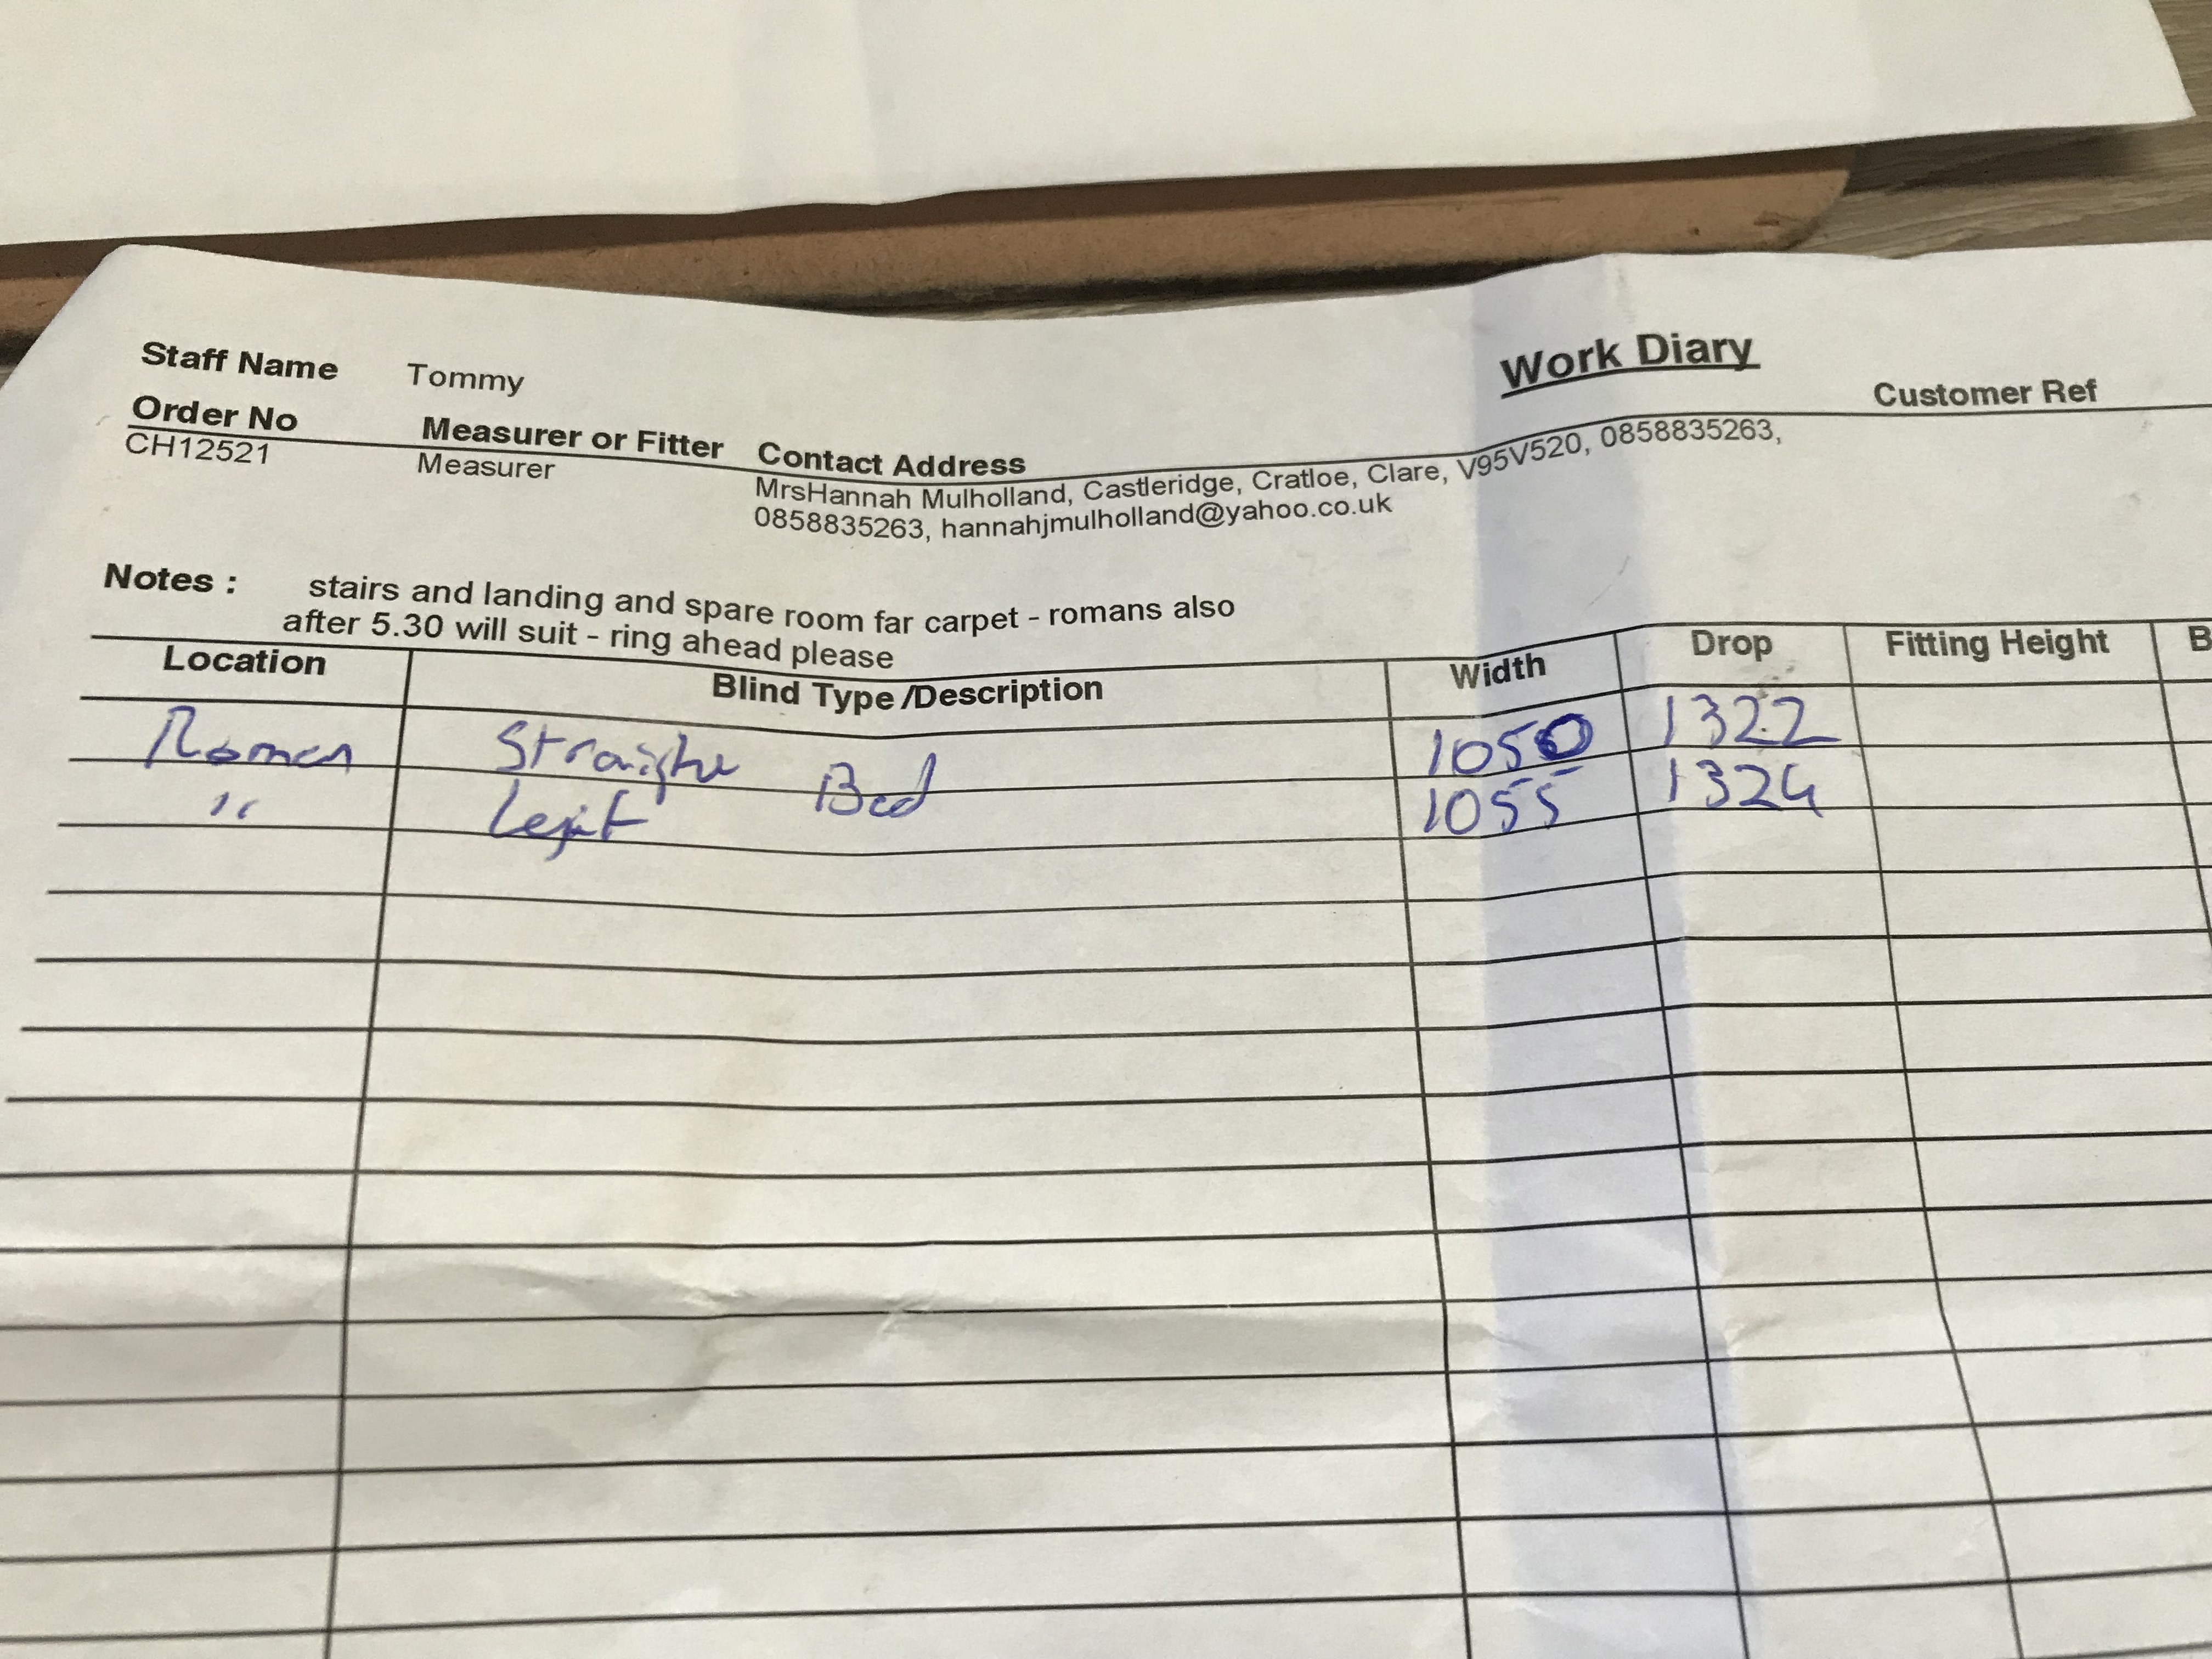 Work Diary
Staff Name Tommy
Customer Ref
Order No Measurer or Fitter Contact Address
CH12521 Measurer MrsHannah Mulholland, Castleridge, Cratloe, Clare, V95V520, 0858835263,
0858835263, hannahjmulholland@yahoo.co.uk
Notes : stairs and landing and spare room far carpet - romans also
after 5.30 will suit - ring ahead please
Location Blind Type /Description Width Drop Fitting Height B
Roman Straight Bed 1050 1322
" 1055 1324